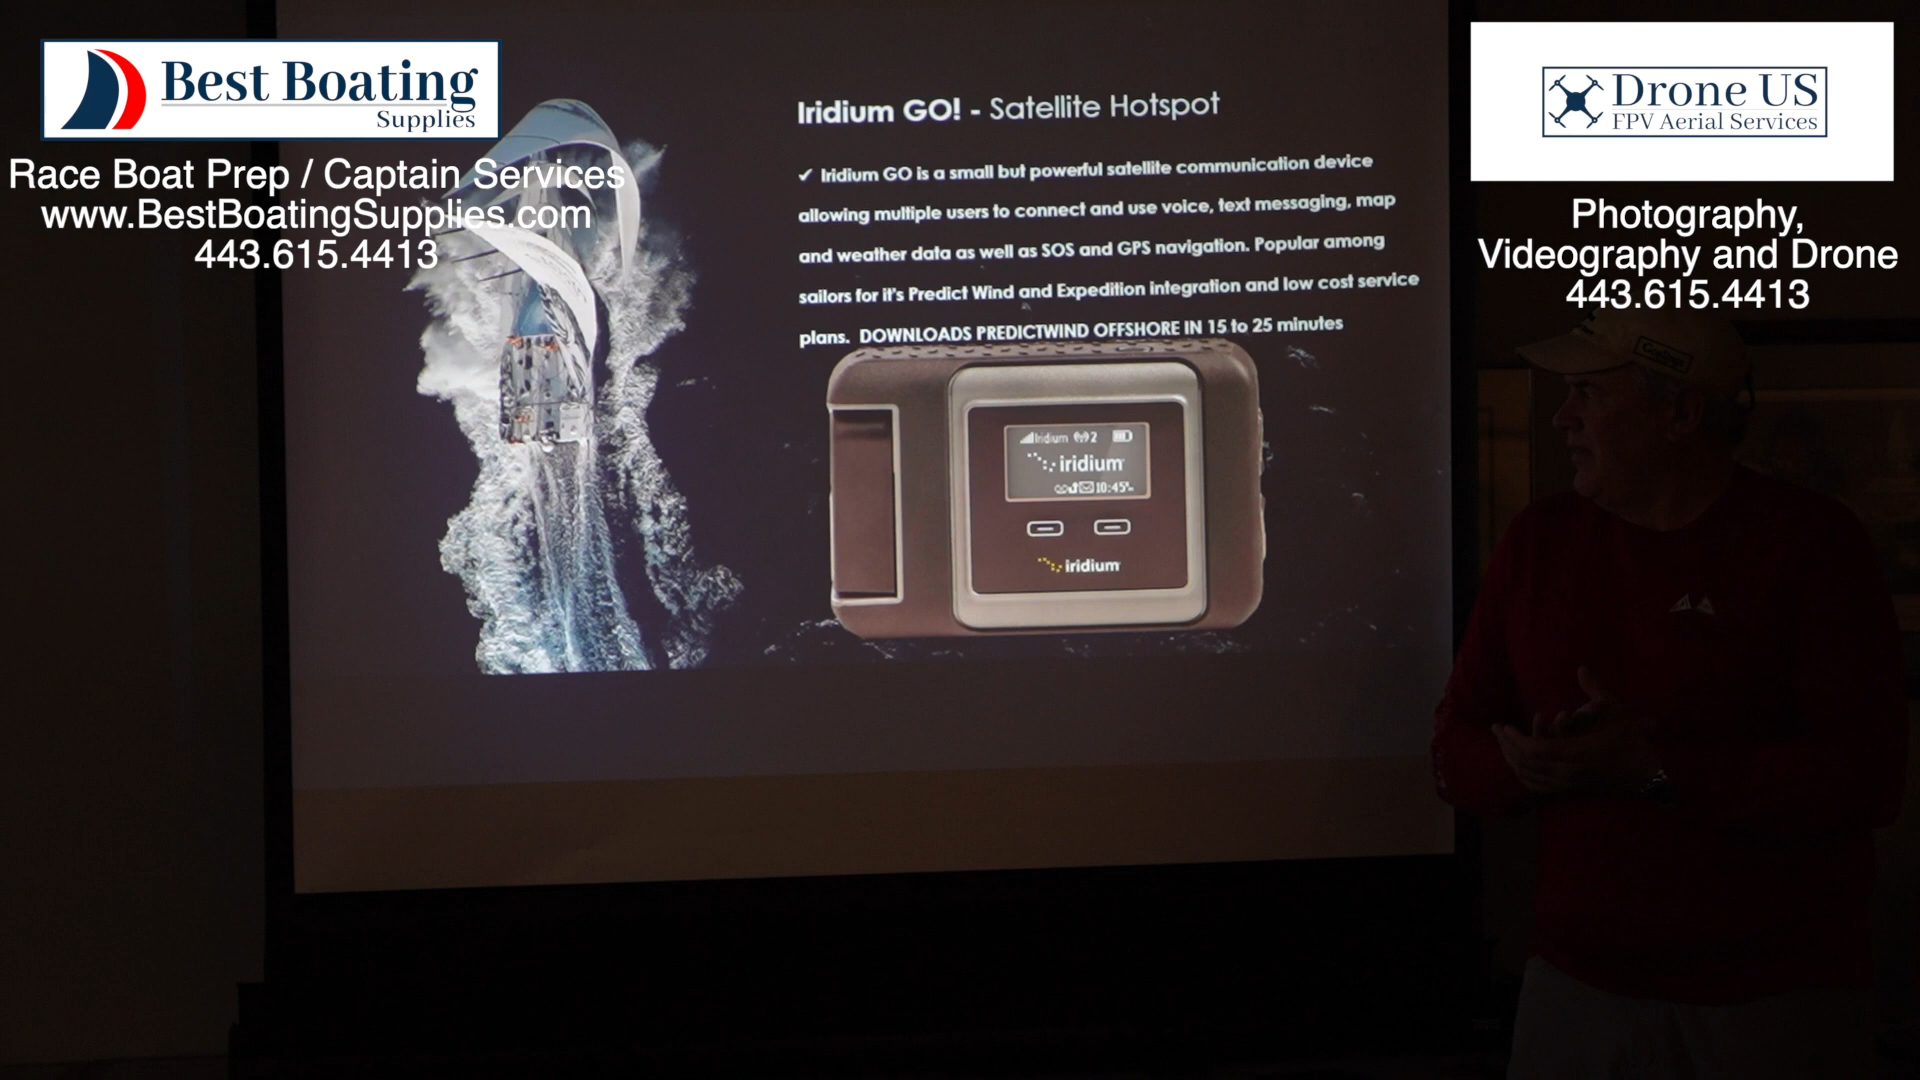 Best Boating
Supplies
Race Boat Prep / Captain Services
www.BestBoatingSupplies.com
443.615.4413
Iridium GO! - Satellite Hotspot
✓ Iridium GO is a small but powerful satellite communication device
allowing multiple users to connect and use voice, text messaging, map
and weather data as well as SOS and GPS navigation. Popular among
sailors for it's Predict Wind and Expedition integration and low cost service
plans. DOWNLOADS PREDICTWIND OFFSHORE IN 15 to 25 minutes
Iridium 2
iridium
10:45
iridium
Drone US
FPV Aerial Services
Photography,
Videography and Drone
443.615.4413